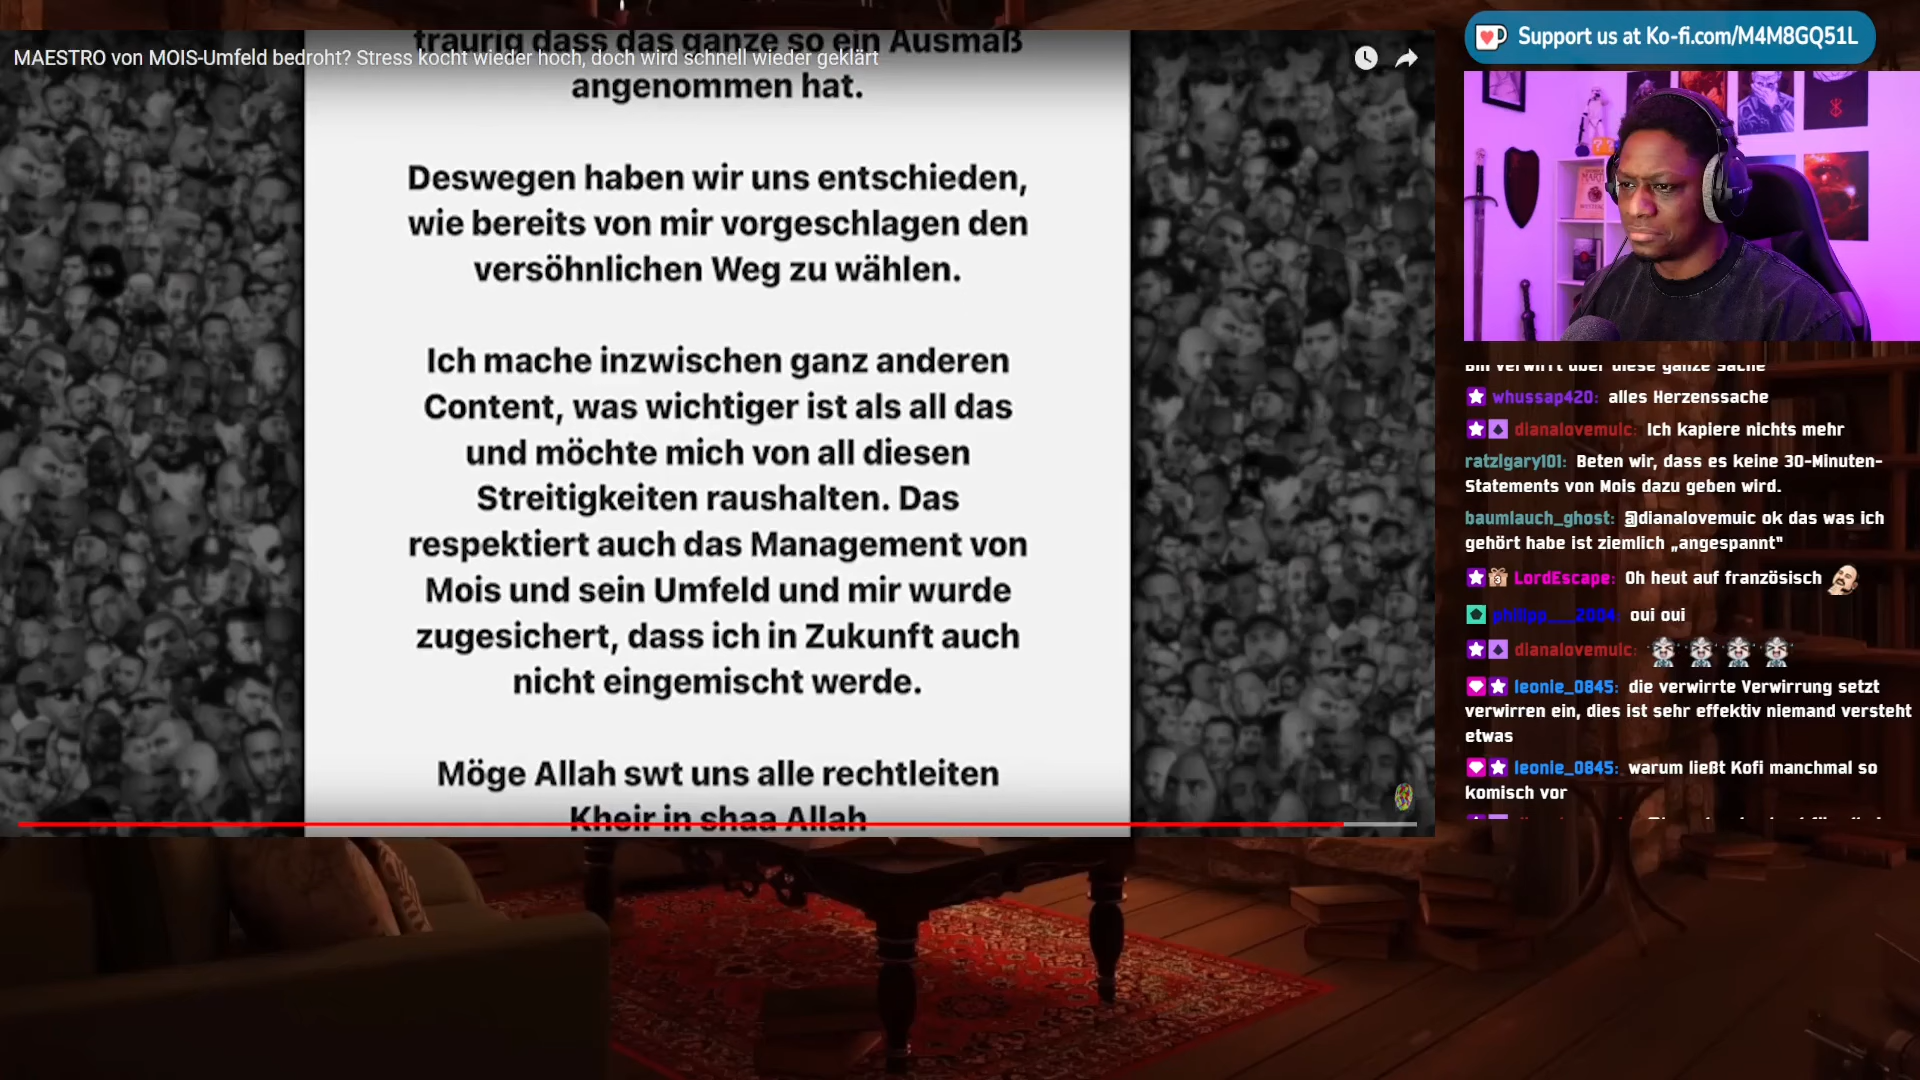 MAESTRO von MOIS-Umfeld bedroht? Stress kocht wieder hoch, doch wird schnell wieder geklärt
traurig dass das ganze so ein Ausmaß
angenommen hat.
Deswegen haben wir uns entschieden,
wie bereits von mir vorgeschlagen den
versöhnlichen Weg zu wählen.
Ich mache inzwischen ganz anderen
Content, was wichtiger ist als all das
und möchte mich von all diesen
Streitigkeiten raushalten. Das
respektiert auch das Management von
Mois und sein Umfeld und mir wurde
zugesichert, dass ich in Zukunft auch
nicht eingemischt werde.
Möge Allah swt uns alle rechtleiten
Kheir in shaa Allah
Support us at Ko-fi.com/M4M8GQ51L
Bin verwirrt über diese ganze Sache
whussap420: alles Herzenssache
dianalovemuic: Ich kapiere nichts mehr
ratzigary101: Beten wir, dass es keine 30-Minuten-
Statements von Mois dazu geben wird.
baumlauch_ghost: @dianalovemuic ok das was ich
gehört habe ist ziemlich „angespannt"
LordEscape: Oh heut auf französisch
philipp__2004: oui oui
dianalovemuic:
leonie_0845: die verwirrte Verwirrung setzt
verwirren ein, dies ist sehr effektiv niemand versteht
etwas
leonie_0845: warum ließt Kofi manchmal so
komisch vor